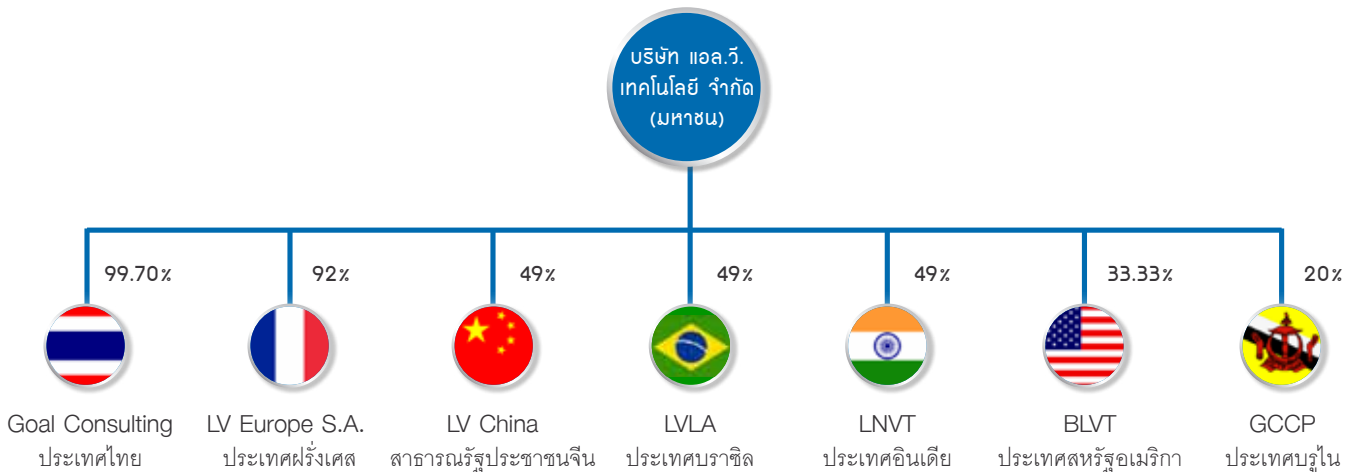 บริษัท แอล.วี.
เทคโนโลยี จำกัด
(มหาชน)
99.70%
92%
49%
49%
49%
33.33%
20%
Goal Consulting
ประเทศไทย
LV Europe S.A.
ประเทศฝรั่งเศส
LV China
สาธารณรัฐประชาชนจีน
LVLA
ประเทศบราซิล
LNVT
ประเทศอินเดีย
BLVT
ประเทศสหรัฐอเมริกา
GCCP
ประเทศบรูไน